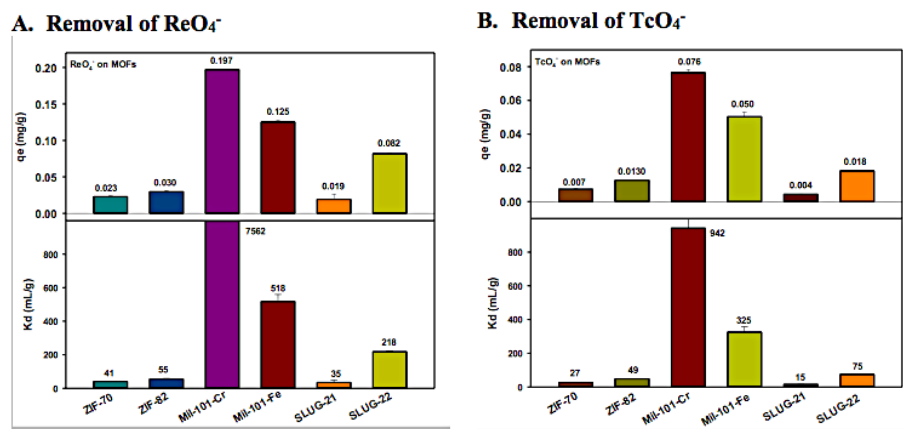 A. Removal of ReO4-
ReO4- on MOFs
qe (mg/g)
0.20
0.15
0.10
0.05
0.00
0.023
0.030
0.197
0.125
0.019
0.082
Kd (mL/g)
800
600
400
200
0
41
55
7562
518
35
218
ZIF-70
ZIF-82
Mil-101-Cr
Mil-101-Fe
SLUG-21
SLUG-22
B. Removal of TcO4-
TcO4- on MOFs
qe (mg/g)
0.08
0.06
0.04
0.02
0.00
0.007
0.0130
0.076
0.050
0.004
0.018
Kd (mL/g)
800
600
400
200
0
27
49
942
325
15
75
ZIF-70
ZIF-82
Mil-101-Cr
Mil-101-Fe
SLUG-21
SLUG-22